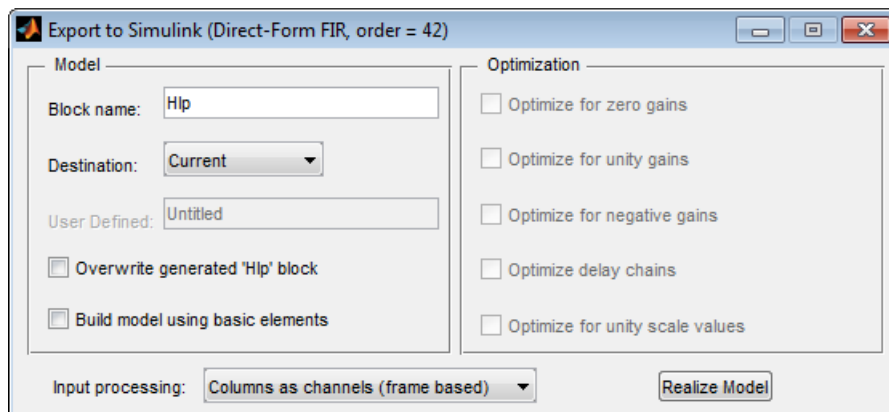 Export to Simulink (Direct-Form FIR, order = 42)
Model
Block name: Hlp
Destination: Current
User Defined: Untitled
Overwrite generated 'Hlp' block
Build model using basic elements
Optimization
Optimize for zero gains
Optimize for unity gains
Optimize for negative gains
Optimize delay chains
Optimize for unity scale values
Input processing: Columns as channels (frame based)
Realize Model